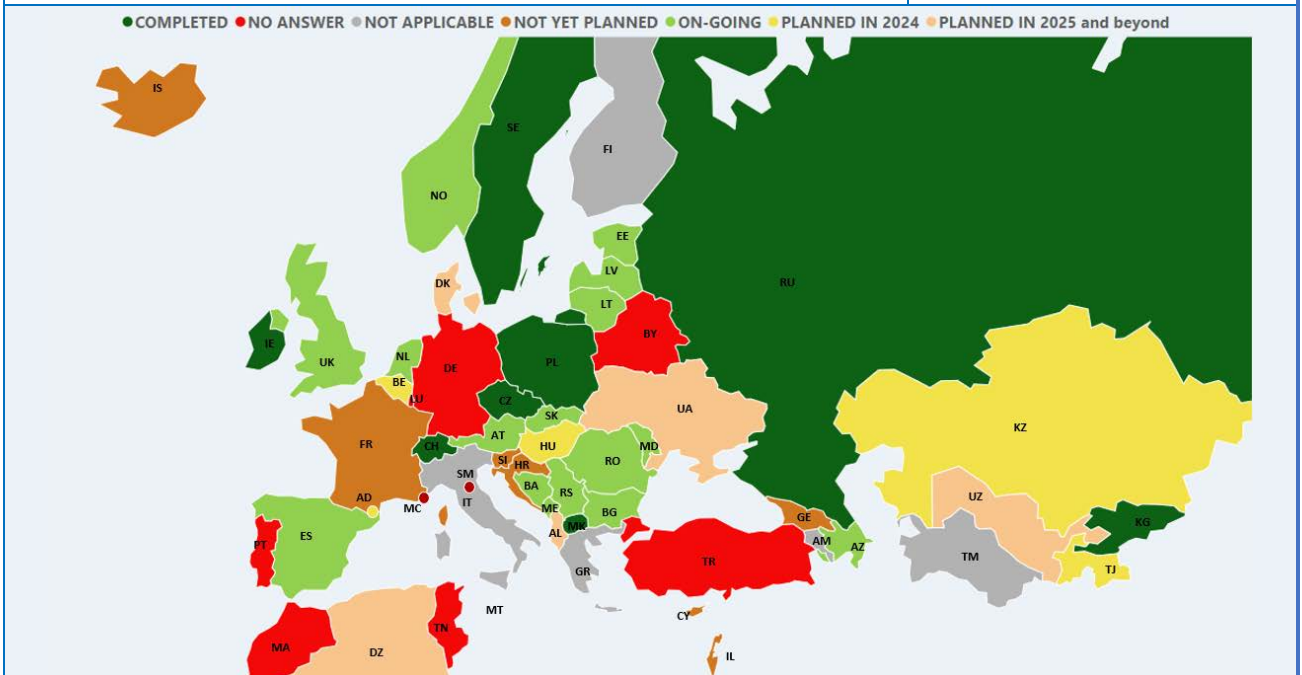 COMPLETED NO ANSWER NOT APPLICABLE NOT YET PLANNED ON-GOING PLANNED IN 2024 PLANNED IN 2025 and beyond
IS
SE
FI
NO
EE
LV
DK
RU
LT
BY
IE
UK
NL
PL
DE
BE
LU
CZ
UA
SK
KZ
FR
AT
CH
HU
MD
SI
HR
RO
SM
BA
RS
AD
MC
IT
ME
BG
UZ
GE
KG
MK
ES
AL
PT
AM
AZ
TR
TM
GR
TJ
MT
CY
TN
MA
DZ
IL